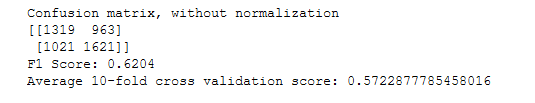 Confusion matrix, without normalization
[[1319  963]
 [1021 1621]]
F1 Score: 0.6204
Average 10-fold cross validation score: 0.5722877785458016